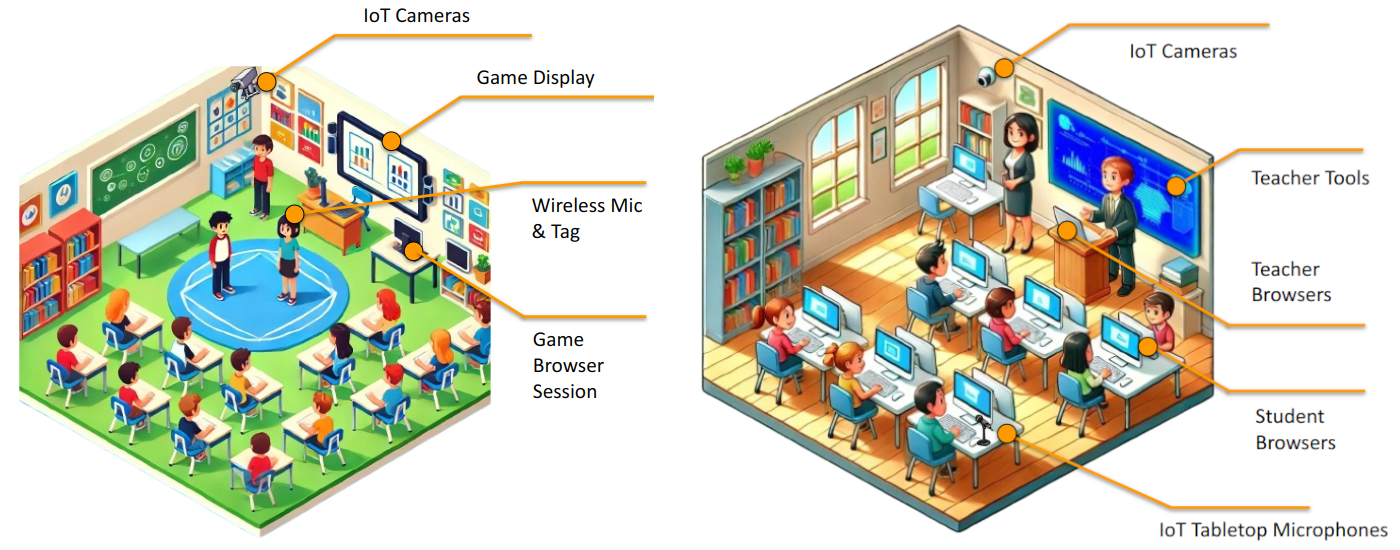 IoT Cameras
Game Display
Wireless Mic
& Tag
Game
Browser
Session
IoT Cameras
Teacher Tools
Teacher
Browsers
Student
Browsers
IoT Tabletop Microphones